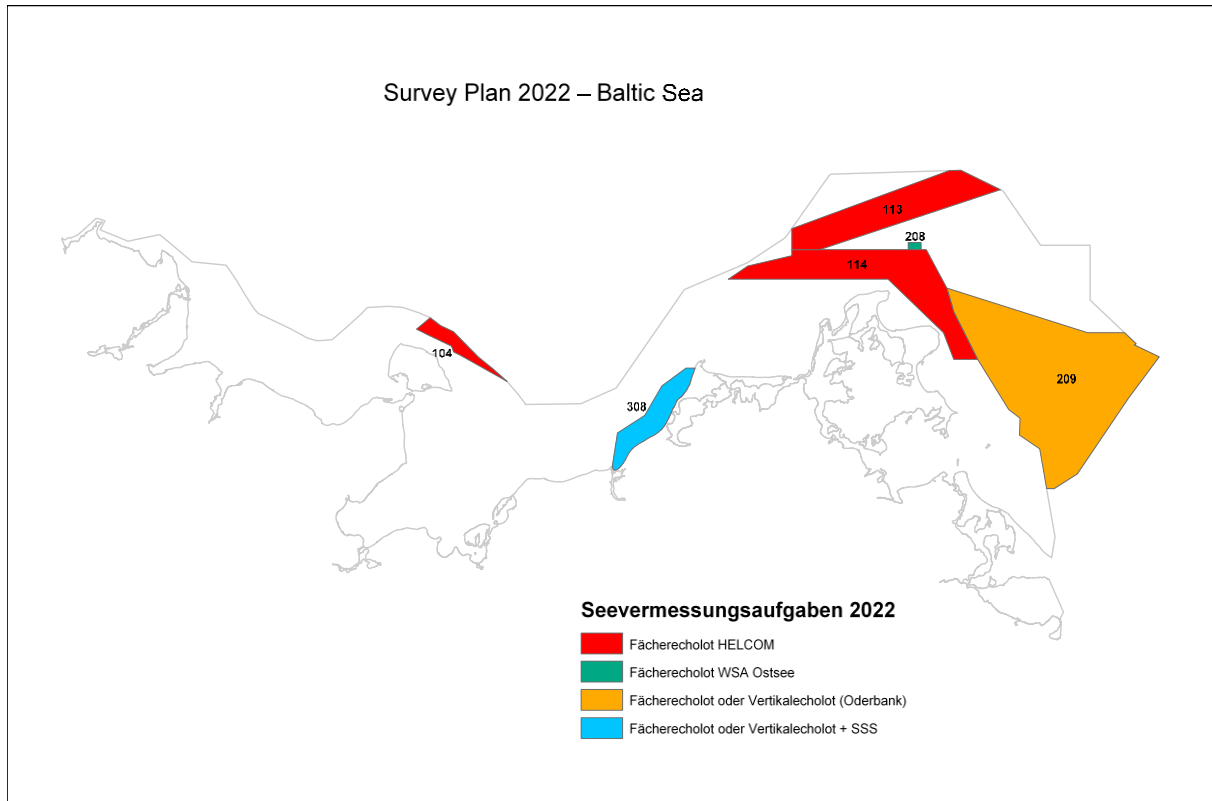 Survey Plan 2022 – Baltic Sea
113
208
114
104
209
308
Seevermessungsaufgaben 2022
Fächerecholot HELCOM
Fächerecholot WSA Ostsee
Fächerecholot oder Vertikalecholot (Oderbank)
Fächerecholot oder Vertikalecholot + SSS